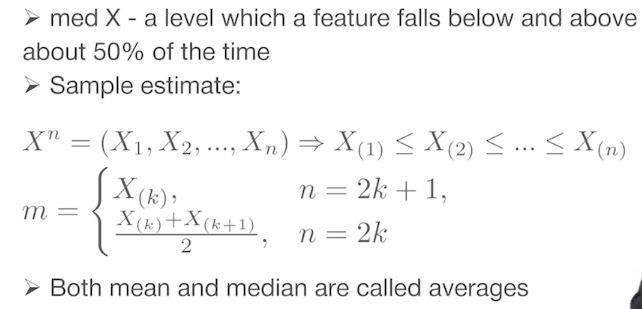 ➢ med X - a level which a feature falls below and above
about 50% of the time
➢ Sample estimate:
Xⁿ = (X₁, X₂, ..., Xₙ) ⇒ X₍₁₎ ≤ X₍₂₎ ≤ ... ≤ X₍ₙ₎
m = { X₍ₖ₎, n = 2k + 1,
(X₍ₖ₎+X₍ₖ₊₁₎)/2, n = 2k
➢ Both mean and median are called averages